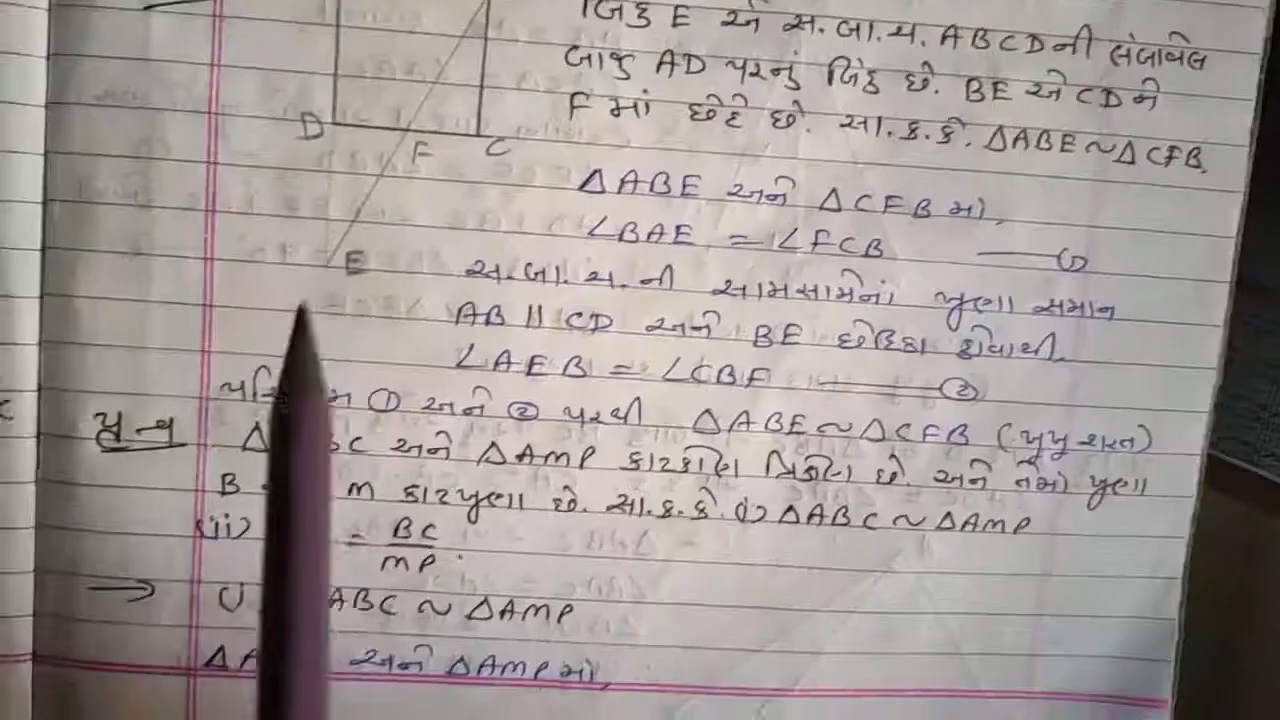 બિંદુ E એ સ.બા.ચ. ABCDની લંબાવેલ
બાજુ AD પરનું બિંદુ છે. BE એ CD ને
F માં છેદે છે. સા.ક.કે. ΔABE ~ ΔCFB.
D
F C
E
ΔABE અને ΔCFB માં,
∠BAE = ∠FCB —— ①
સ.બા.ચ.ની સામસામેનાં ખૂણા સમાન
AB || CD અને BE છેદિકા હોવાથી
∠AEB = ∠CBF —— ②
① અને ② પરથી ΔABE ~ ΔCFB (ખૂખૂ શરત)
અને ΔAMP કાટકોણ ત્રિકોણ છે. અને તેમાં ખૂણા
B M કાટખૂણા છે. સા.ક.કે. (i) ΔABC ~ ΔAMP
(ii) = BC/MP.
→ (i) ABC ~ ΔAMP
અને ΔAMP માં,